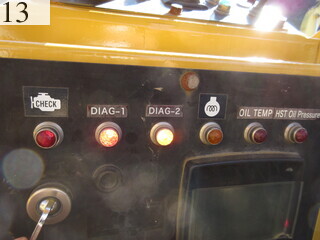 13
CHECK
DIAG-1
DIAG-2
OIL TEMP
HST Oil Pressure